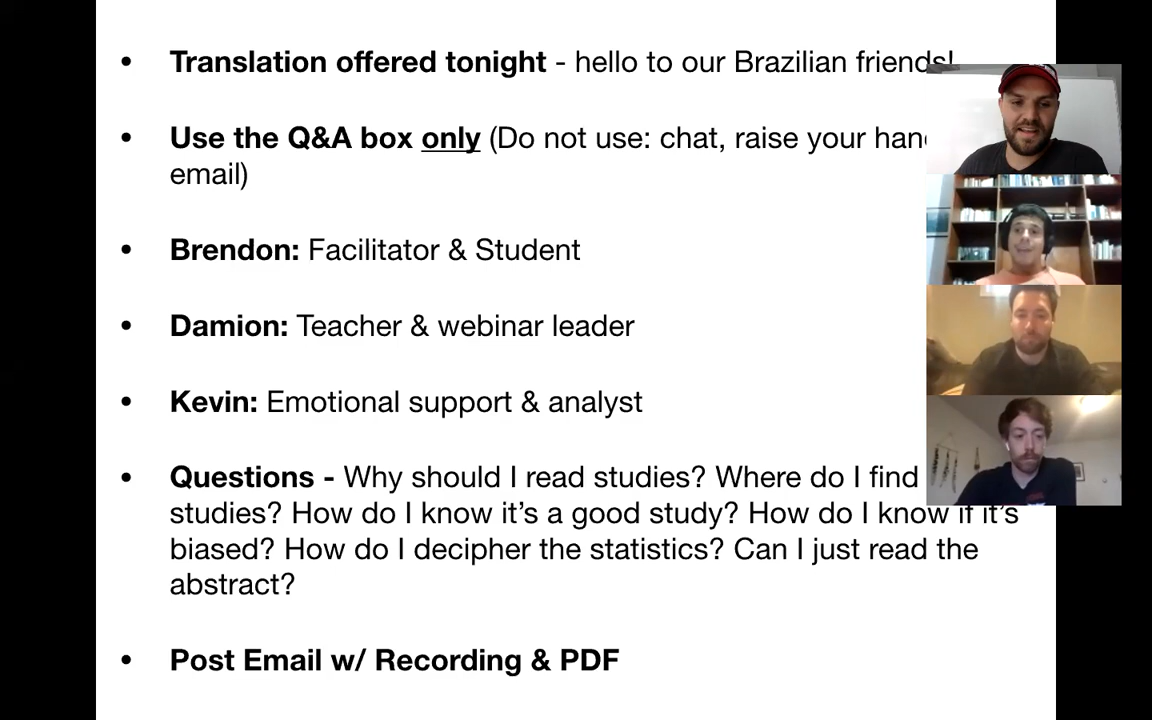 Translation offered tonight - hello to our Brazilian friends!
Use the Q&A box only (Do not use: chat, raise your
email)
Brendon: Facilitator & Student
Damion: Teacher & webinar leader
Kevin: Emotional support & analyst
Questions - Why should I read studies? Where do I find
studies? How do I know it’s a good study? How do I know if it’s
biased? How do I decipher the statistics? Can I just read the
abstract?
Post Email w/ Recording & PDF